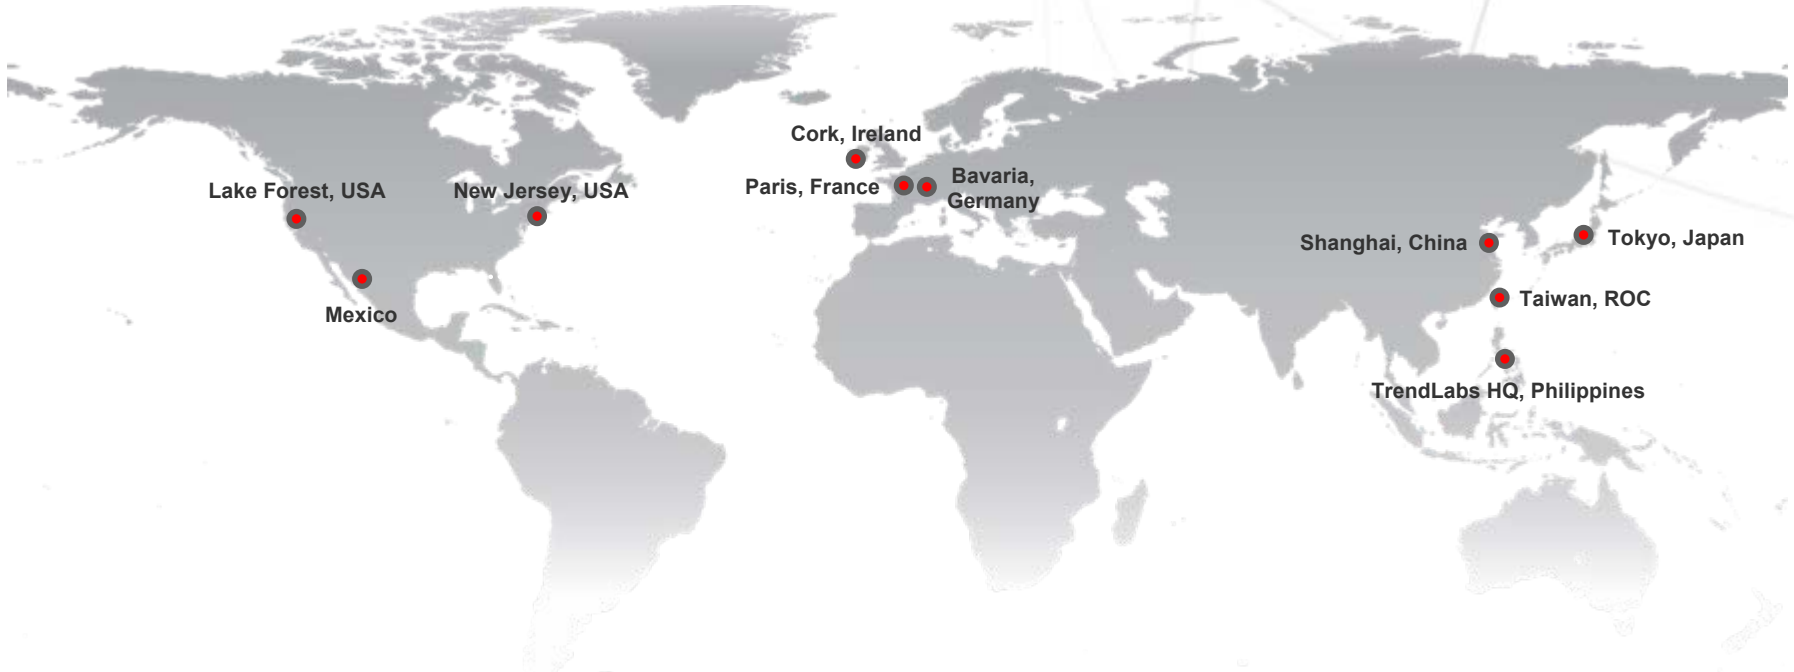 Cork, Ireland
Lake Forest, USA
New Jersey, USA
Paris, France
Bavaria,
Germany
Shanghai, China
Tokyo, Japan
Mexico
Taiwan, ROC
TrendLabs HQ, Philippines